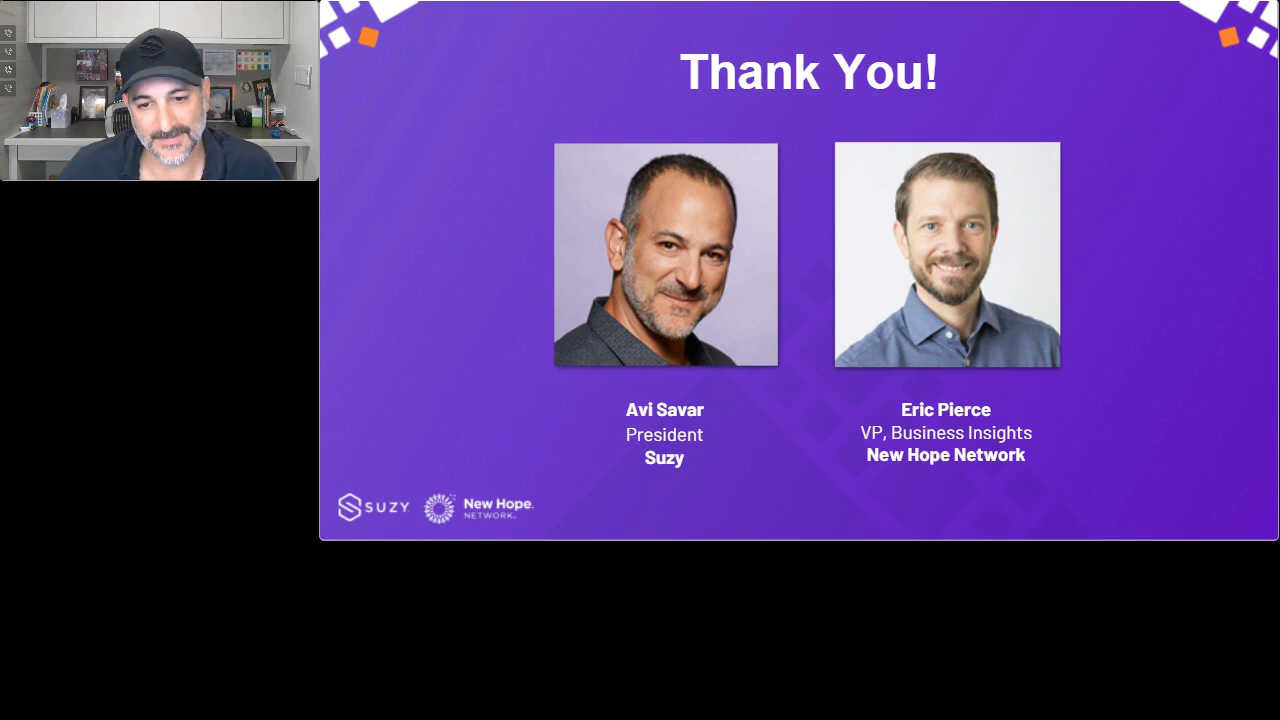 Thank You!
Avi Savar
President
Suzy
Eric Pierce
VP, Business Insights
New Hope Network
SUZY
New Hope.
NETWORK.